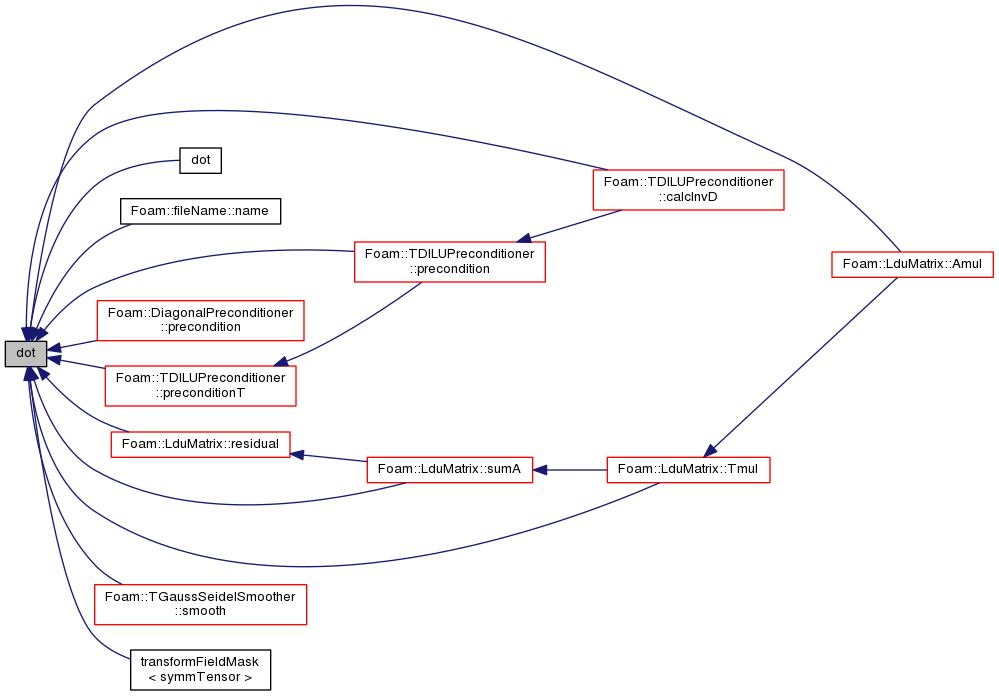 dot
Foam::TDILUPreconditioner
::calcInvD
Foam::fileName::name
Foam::TDILUPreconditioner
::precondition
Foam::LduMatrix::Amul
Foam::DiagonalPreconditioner
::precondition
dot
Foam::TDILUPreconditioner
::preconditionT
Foam::LduMatrix::residual
Foam::LduMatrix::sumA
Foam::LduMatrix::Tmul
Foam::TGaussSeidelSmoother
::smooth
transformFieldMask
< symmTensor >